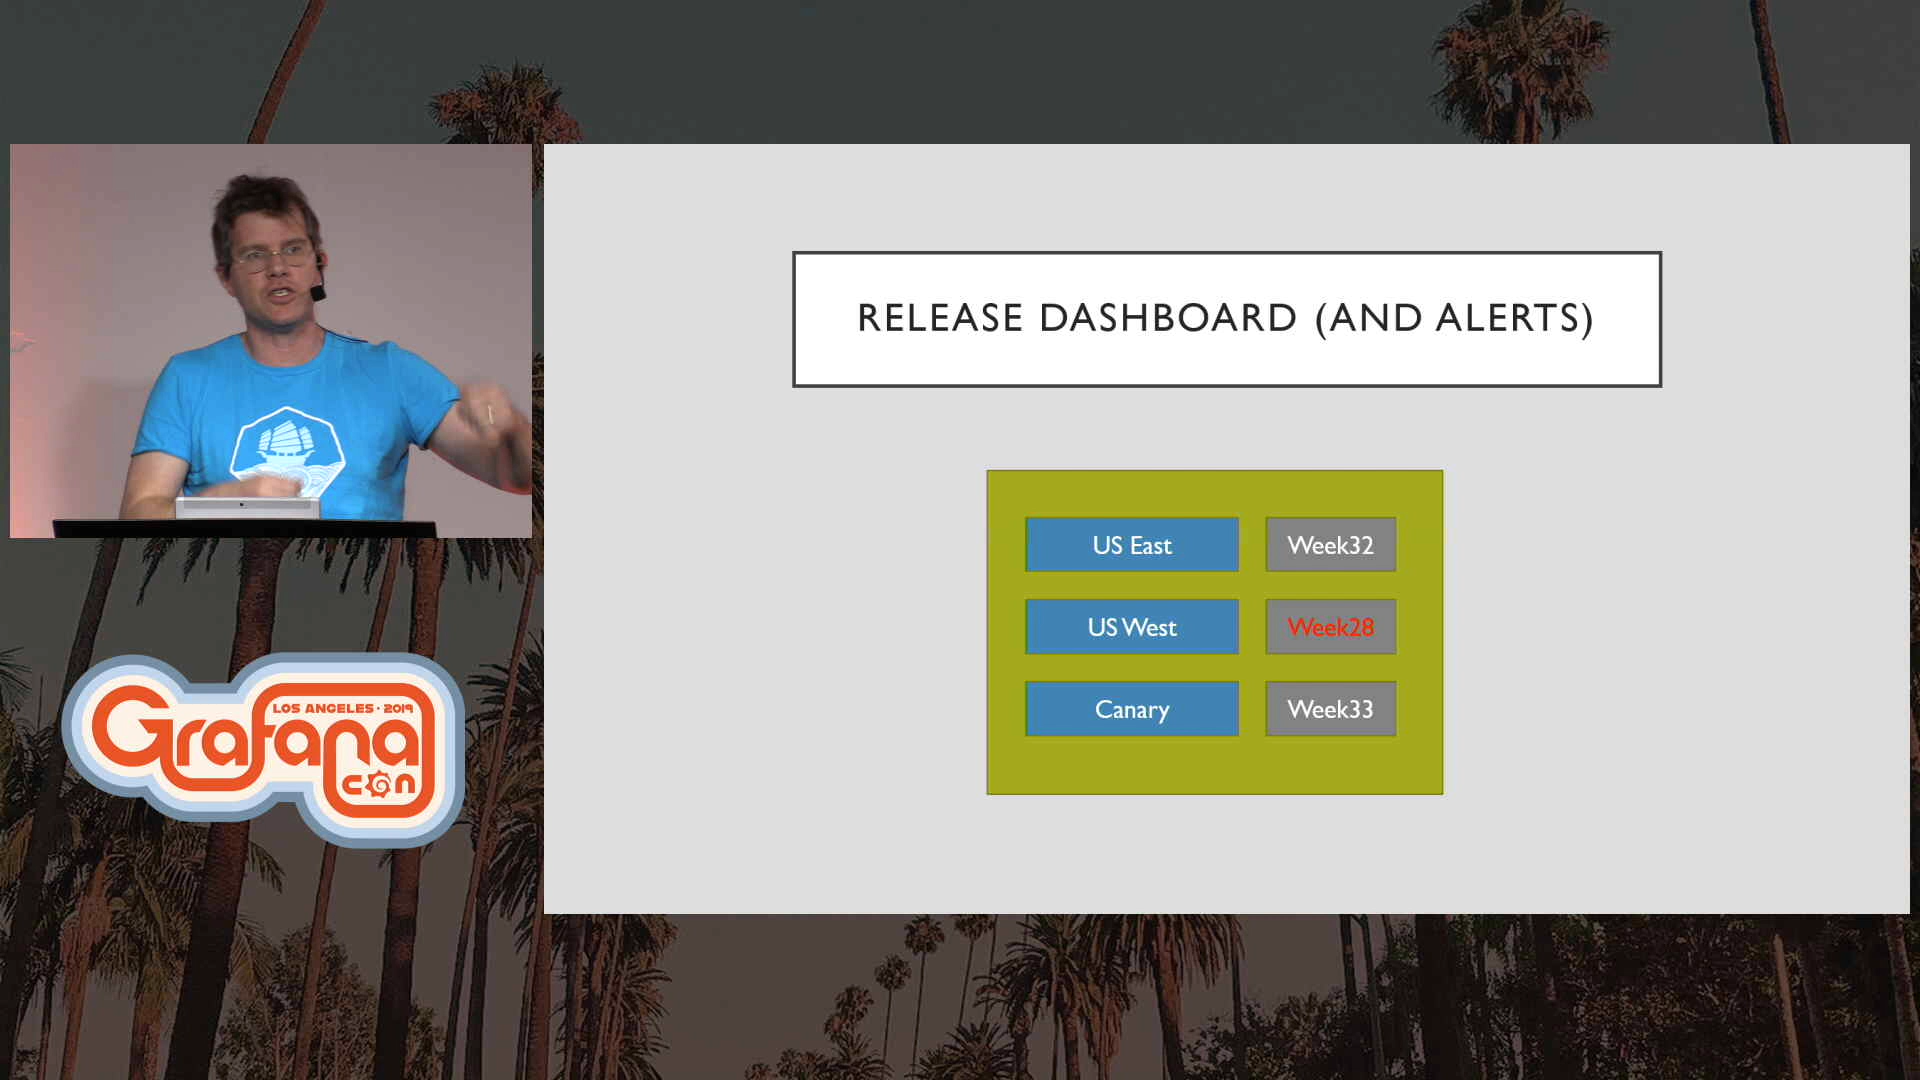 RELEASE DASHBOARD (AND ALERTS)
US East Week32
US West Week28
Canary Week33
LOS ANGELES · 2019
Grafana
con